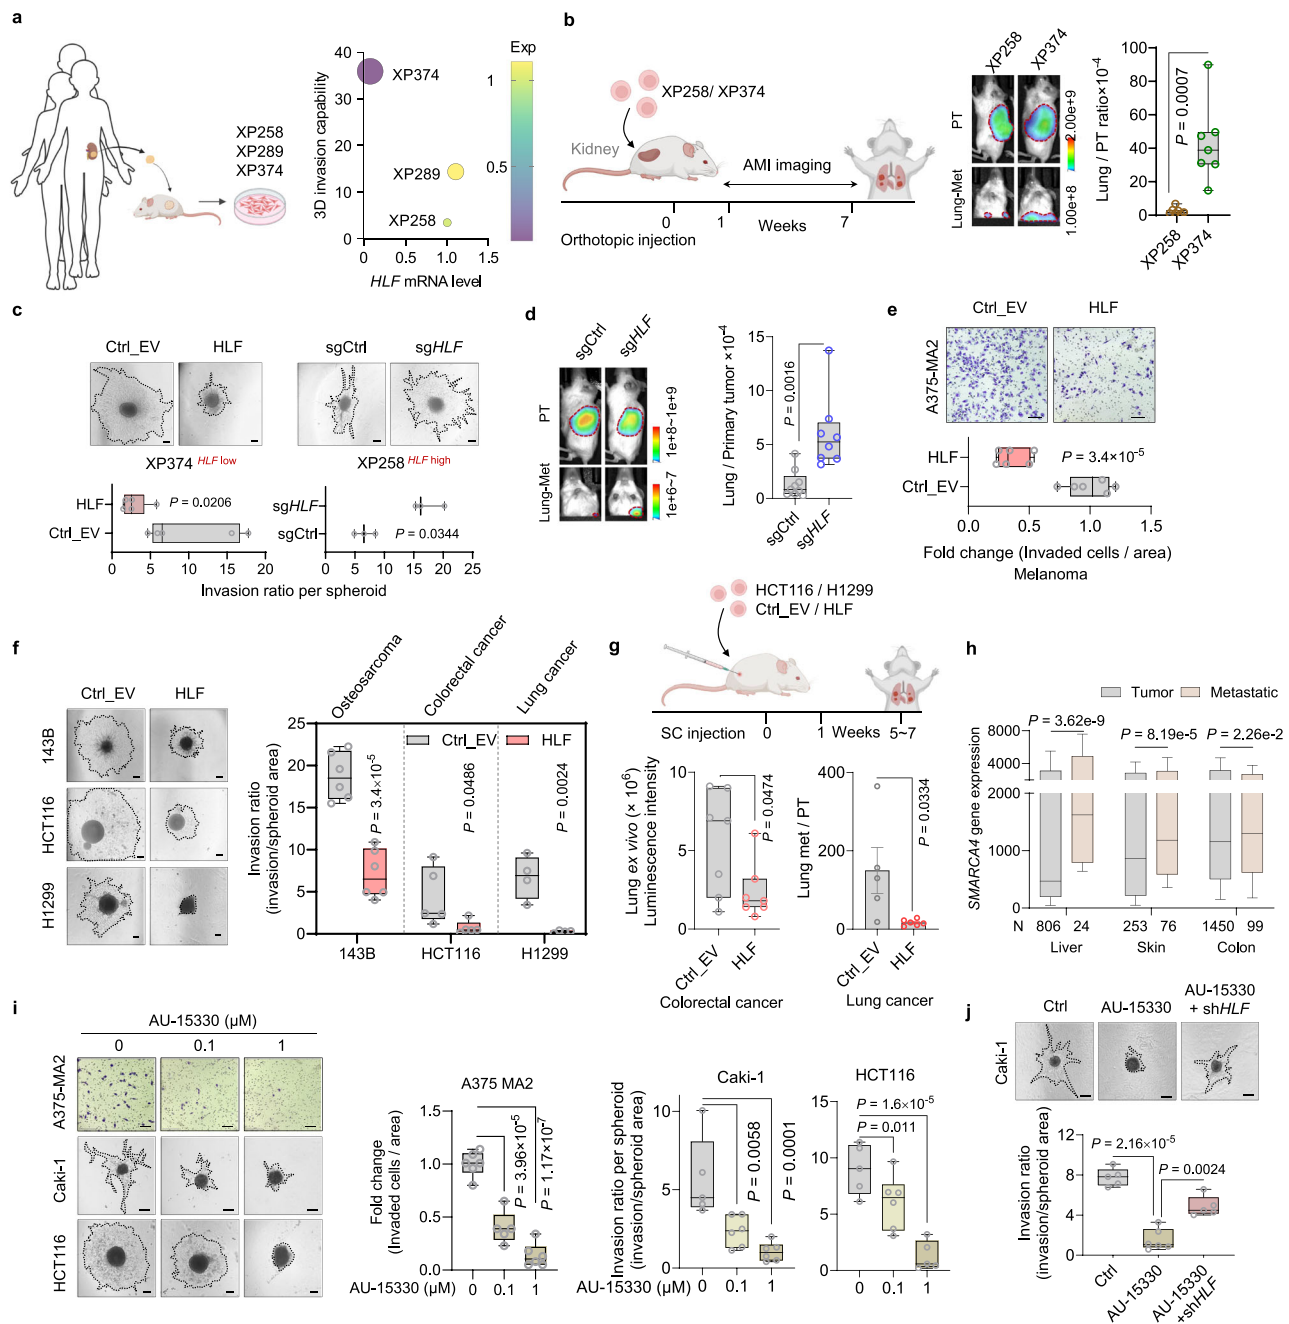 a
XP258
XP289
XP374
3D invasion capability
40
30
20
10
0
XP374
XP289
XP258
0
0.5
1.0
1.5
HLF mRNA level
Exp
1
0.5
b
XP258/ XP374
Kidney
AMI imaging
0
1
Weeks
7
Orthotopic injection
XP258
XP374
PT
Lung-Met
2.00e+9
1.00e+8
Lung / PT ratio×10-4
100
80
60
40
20
0
P = 0.0007
XP258
XP374
c
Ctrl_EV
HLF
sgCtrl
sgHLF
XP374 HLF low
XP258 HLF high
HLF
Ctrl_EV
P = 0.0206
0
5
10
15
20
sgHLF
sgCtrl
P = 0.0344
0
5
10
15
20
25
Invasion ratio per spheroid
d
sgCtrl
sgHLF
PT
Lung-Met
1e+8~1e+9
1e+6~7
Lung / Primary tumor ×10-4
15
10
5
0
P = 0.0016
sgCtrl
sgHLF
e
Ctrl_EV
HLF
A375-MA2
HLF
Ctrl_EV
P = 3.4×10-5
0
0.5
1.0
1.5
Fold change (Invaded cells / area)
Melanoma
f
Ctrl_EV
HLF
143B
HCT116
H1299
Osteosarcoma
Colorectal cancer
Lung cancer
Invasion ratio
(invasion/spheroid area)
25
20
15
10
5
0
Ctrl_EV
HLF
P = 3.4×10-5
P = 0.0486
P = 0.0024
143B
HCT116
H1299
g
HCT116 / H1299
Ctrl_EV / HLF
SC injection
0
1
Weeks
5~7
Lung ex vivo (× 106)
Luminescence intensity
10
5
0
P = 0.0474
Ctrl_EV
HLF
Colorectal cancer
Lung met / PT
400
200
0
P = 0.0334
Ctrl_EV
HLF
Lung cancer
h
Tumor
Metastatic
SMARCA4 gene expression
8000
4000
2000
1000
0
P = 3.62e-9
P = 8.19e-5
P = 2.26e-2
N
806
24
253
76
1450
99
Liver
Skin
Colon
i
AU-15330 (μM)
0
0.1
1
A375-MA2
Caki-1
HCT116
A375 MA2
Fold change
(Invaded cells / area)
1.5
1.0
0.5
0.0
P = 3.96×10-5
P = 1.17×10-7
AU-15330 (μM)
0
0.1
1
Caki-1
Invasion ratio per spheroid
(invasion/spheroid area)
10
5
0
P = 0.0058
P = 0.0001
AU-15330 (μM)
0
0.1
1
HCT116
15
10
5
0
P = 1.6×10-5
P = 0.011
0
0.1
1
j
Ctrl
AU-15330
AU-15330
+ shHLF
Caki-1
Invasion ratio
(invasion/spheroid area)
12
8
4
0
P = 2.16×10-5
P = 0.0024
Ctrl
AU-15330
AU-15330
+shHLF